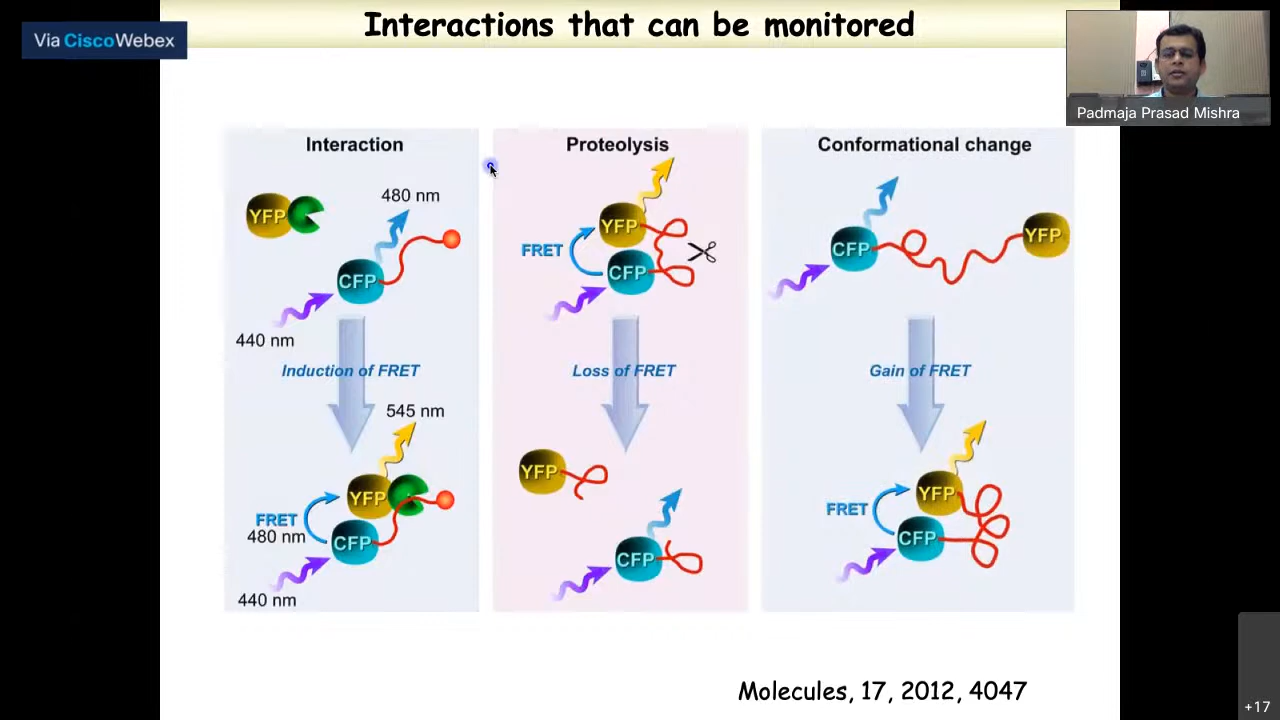 Interactions that can be monitored
Via CiscoWebex
Padmaja Prasad Mishra
Interaction
YFP
480 nm
CFP
440 nm
Induction of FRET
545 nm
YFP
FRET
480 nm
CFP
440 nm
Proteolysis
YFP
FRET
CFP
Loss of FRET
YFP
CFP
Conformational change
CFP
YFP
Gain of FRET
YFP
FRET
CFP
Molecules, 17, 2012, 4047
+17